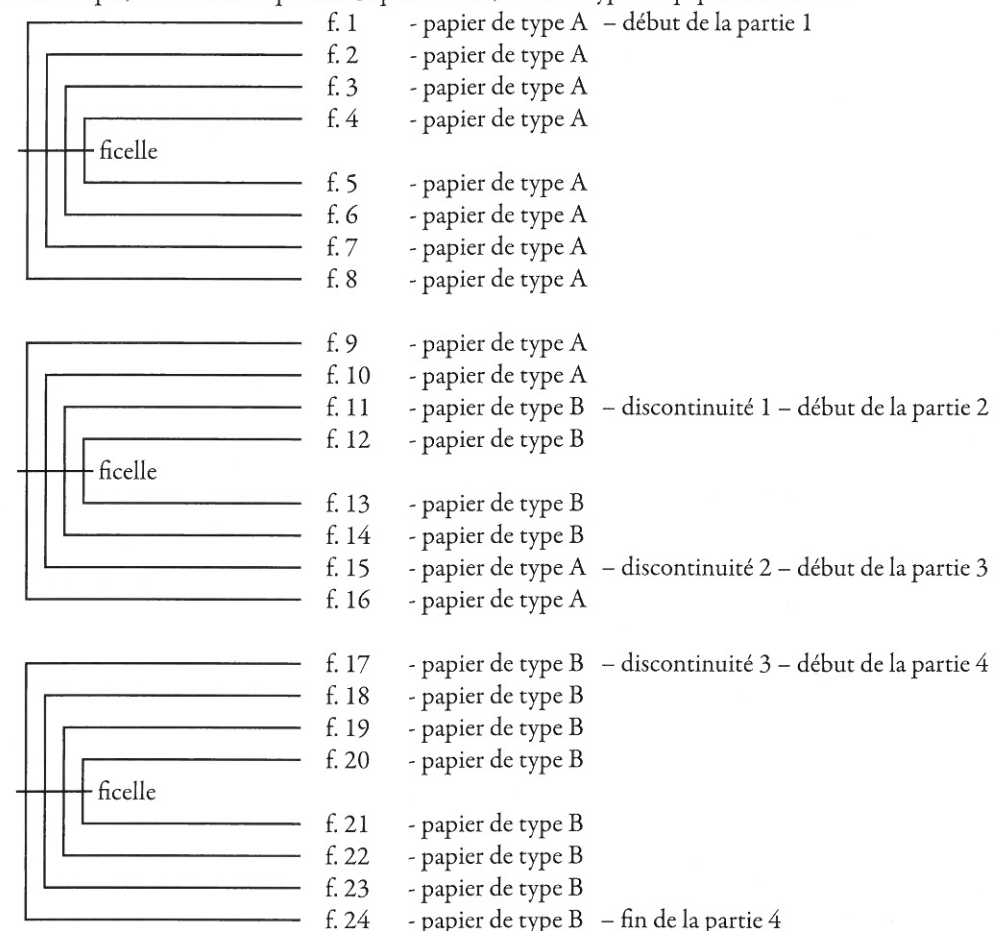 f. 1 - papier de type A – début de la partie 1
f. 2 - papier de type A
f. 3 - papier de type A
f. 4 - papier de type A
ficelle
f. 5 - papier de type A
f. 6 - papier de type A
f. 7 - papier de type A
f. 8 - papier de type A
f. 9 - papier de type A
f. 10 - papier de type A
f. 11 - papier de type B – discontinuité 1 – début de la partie 2
f. 12 - papier de type B
ficelle
f. 13 - papier de type B
f. 14 - papier de type B
f. 15 - papier de type A – discontinuité 2 – début de la partie 3
f. 16 - papier de type A
f. 17 - papier de type B – discontinuité 3 – début de la partie 4
f. 18 - papier de type B
f. 19 - papier de type B
f. 20 - papier de type B
ficelle
f. 21 - papier de type B
f. 22 - papier de type B
f. 23 - papier de type B
f. 24 - papier de type B – fin de la partie 4